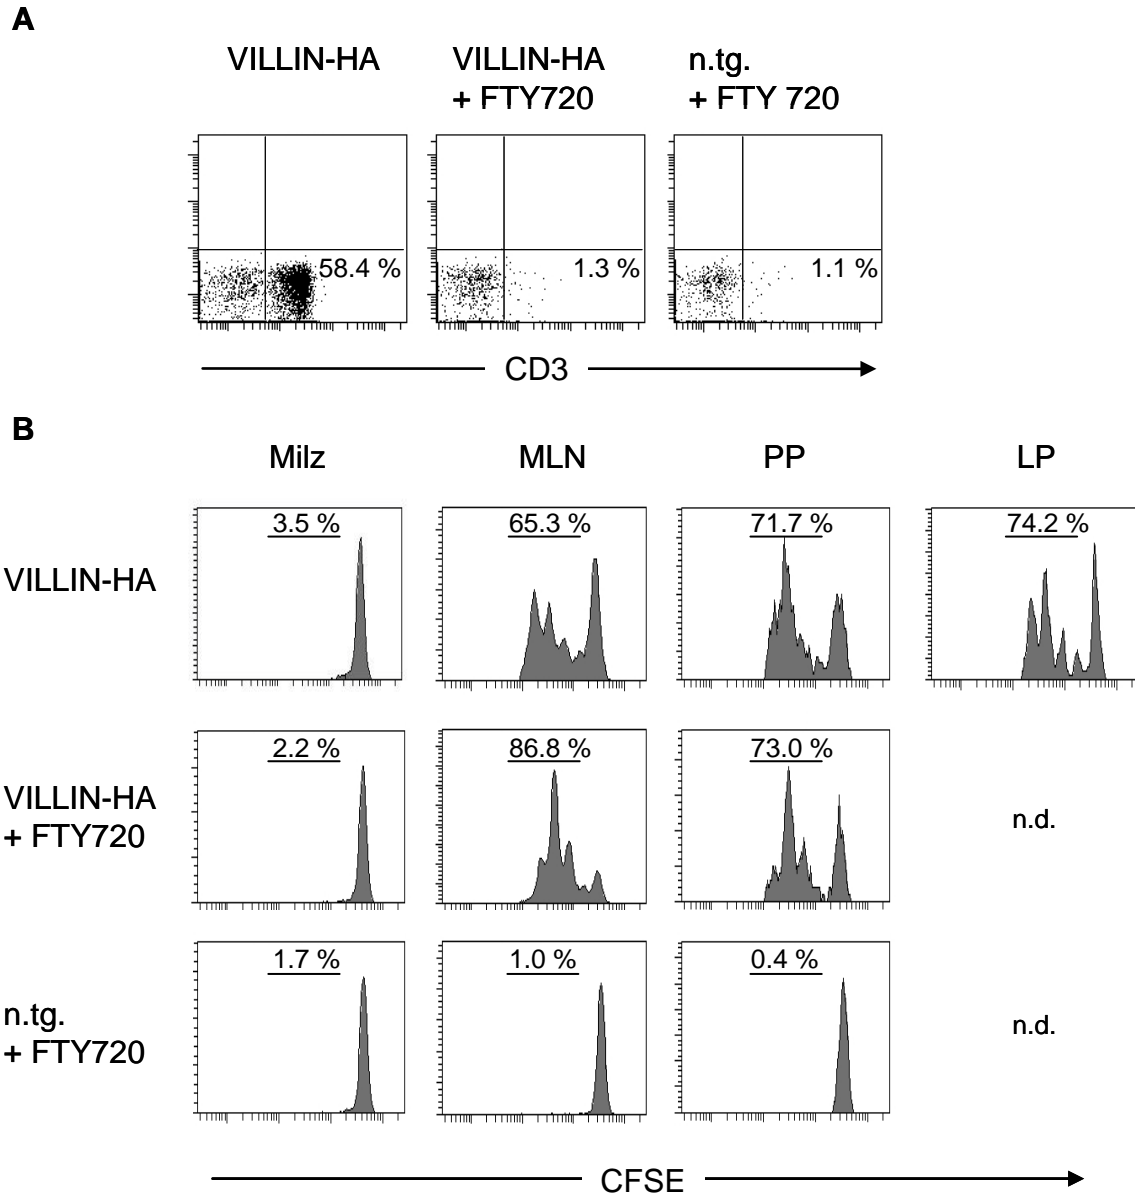 A
VILLIN-HA
VILLIN-HA
+ FTY720
n.tg.
+ FTY 720
58.4 %
1.3 %
1.1 %
CD3
B
Milz
MLN
PP
LP
VILLIN-HA
3.5 %
65.3 %
71.7 %
74.2 %
VILLIN-HA
+ FTY720
2.2 %
86.8 %
73.0 %
n.d.
n.tg.
+ FTY720
1.7 %
1.0 %
0.4 %
n.d.
CFSE